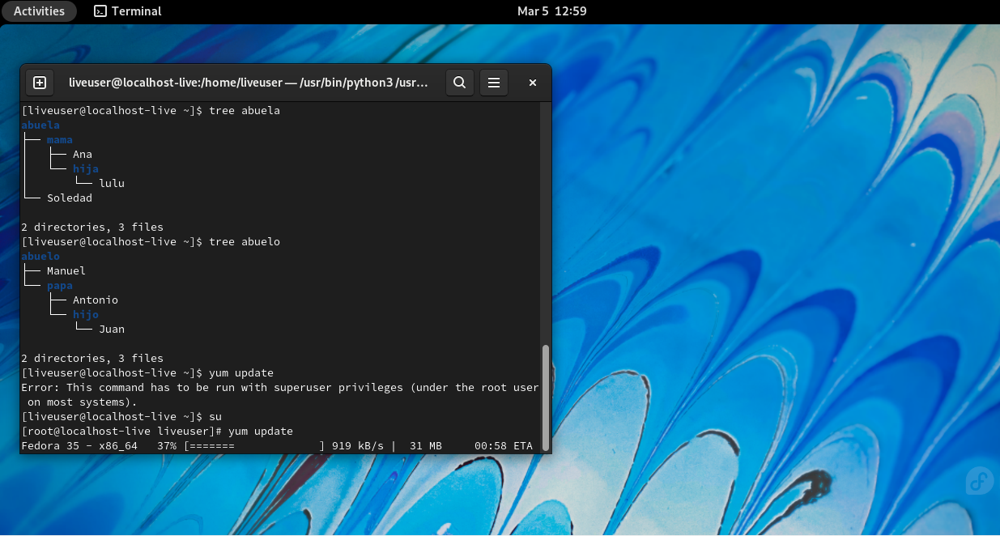 Activities Terminal Mar 5 12:59
liveuser@localhost-live:/home/liveuser — /usr/bin/python3 /usr…
[liveuser@localhost-live ~]$ tree abuela
abuela
├── mama
│   ├── Ana
│   └── hija
│       └── lulu
└── Soledad
2 directories, 3 files
[liveuser@localhost-live ~]$ tree abuelo
abuelo
├── Manuel
└── papa
    ├── Antonio
    └── hijo
        └── Juan
2 directories, 3 files
[liveuser@localhost-live ~]$ yum update
Error: This command has to be run with superuser privileges (under the root user
 on most systems).
[liveuser@localhost-live ~]$ su
[root@localhost-live liveuser]# yum update
Fedora 35 - x86_64   37% [=======             ] 919 kB/s |  31 MB     00:58 ETA